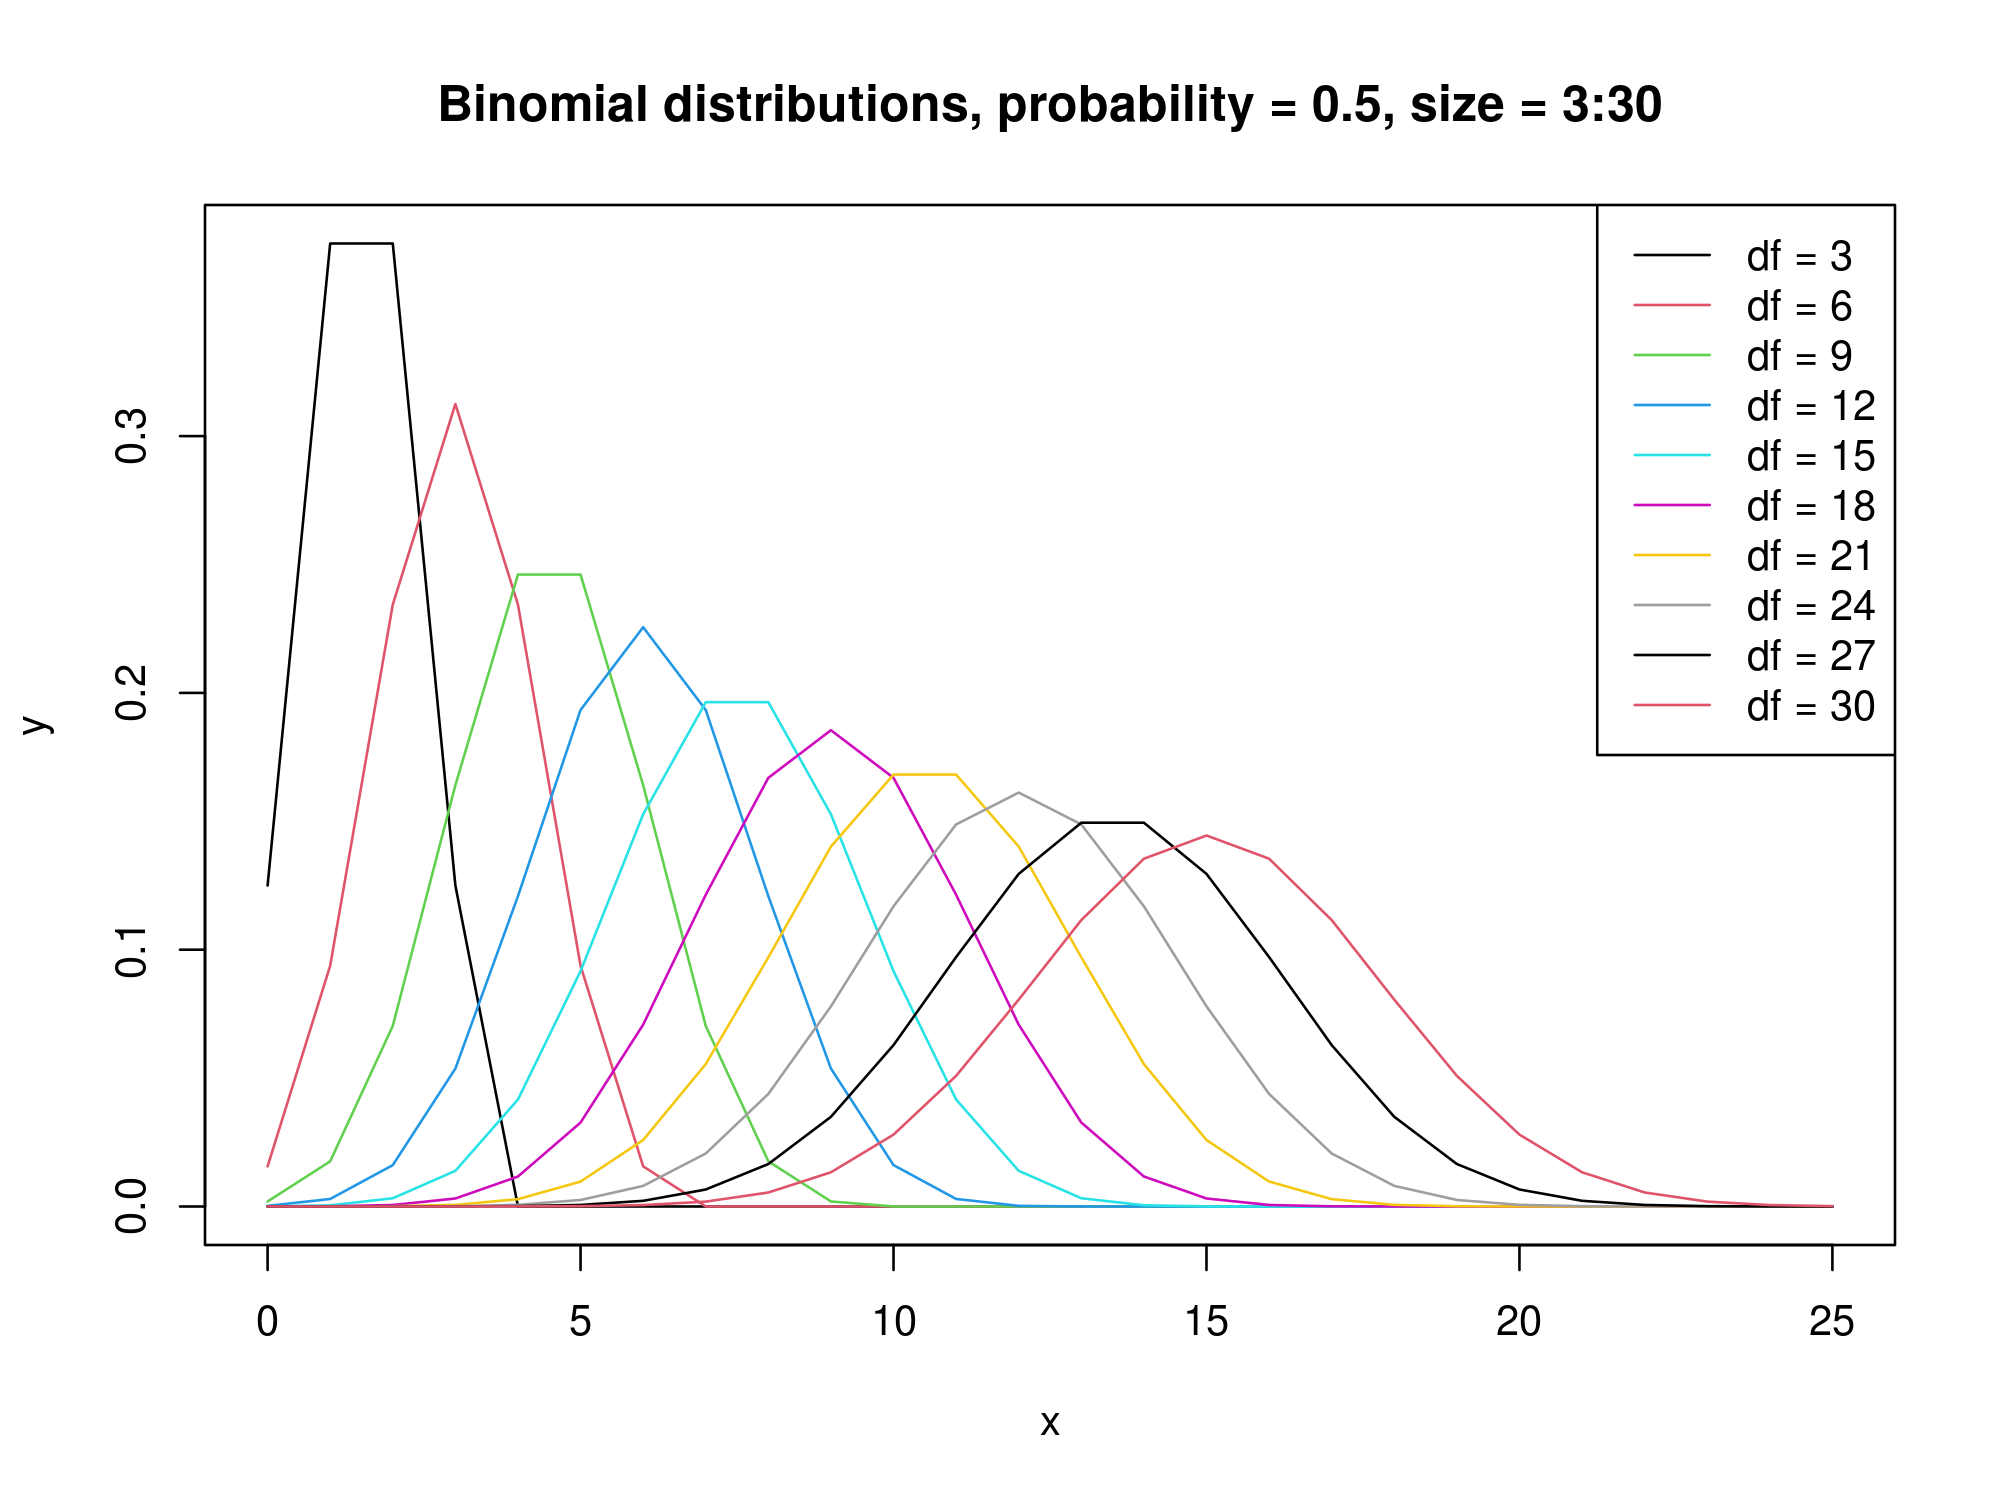 Binomial distributions, probability = 0.5, size = 3:30
df = 3
df = 6
df = 9
df = 12
df = 15
df = 18
df = 21
df = 24
df = 27
df = 30
y
0.3
0.2
0.1
0.0
0 5 10 15 20 25
x